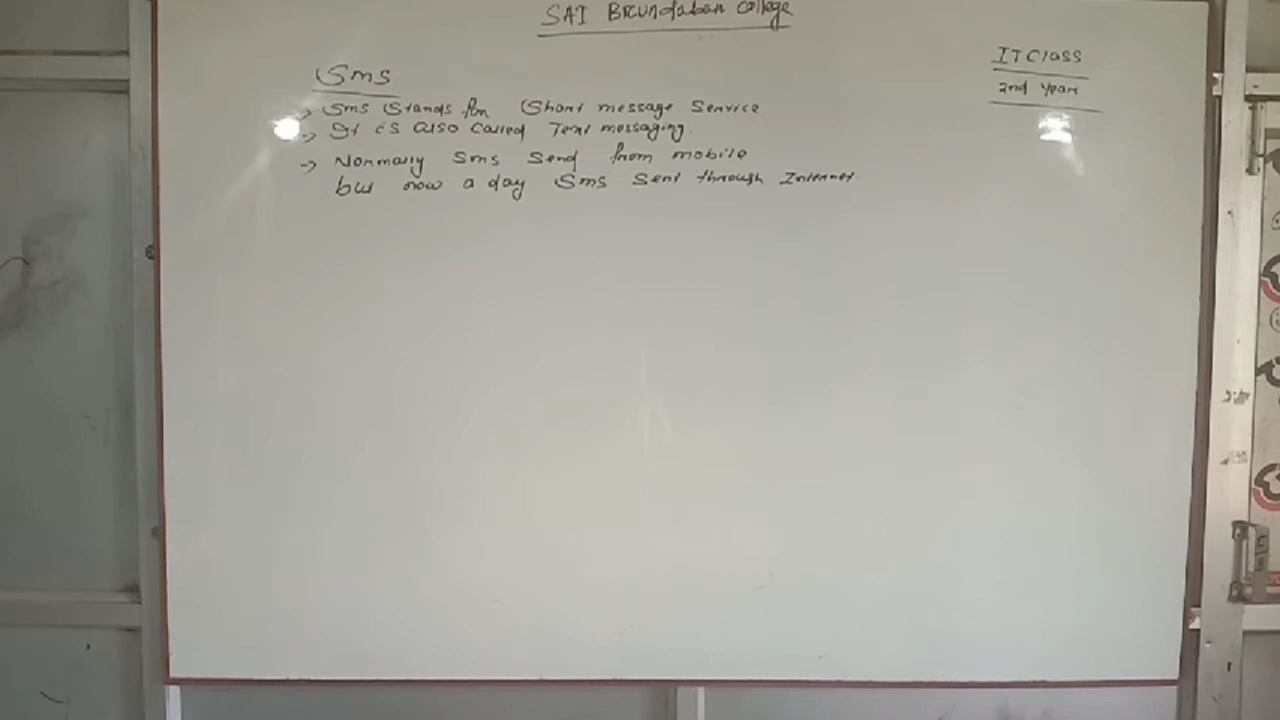 SAI Brundaban College
IT Class
2nd Year
Sms
→ Sms Stands for Short message Service
→ It is also Called Text messaging.
→ Normally Sms Send from mobile
but now a day Sms Sent through Internet.